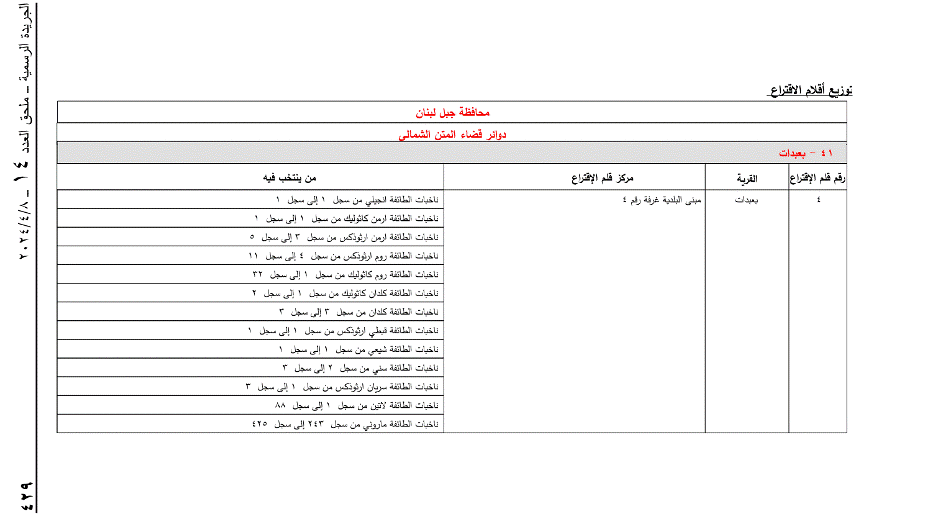 الجريدة الرسمية – ملحق العدد ١٤ – ٢٠٢٤/٤/٨
توزيع أقلام الاقتراع
محافظة جبل لبنان
دوائر قضاء المتن الشمالي
٤١ - بعبدات
رقم قلم الإقتراع القرية مركز قلم الإقتراع من ينتخب فيه
٤ بعبدات مبنى البلدية غرفة رقم ٤ ناخبات الطائفة انجيلي من سجل ١ إلى سجل ١
ناخبات الطائفة ارمن كاثوليك من سجل ١ إلى سجل ١
ناخبات الطائفة ارمن ارثوذكس من سجل ٣ إلى سجل ٥
ناخبات الطائفة روم ارثوذكس من سجل ٤ إلى سجل ١١
ناخبات الطائفة روم كاثوليك من سجل ١ إلى سجل ٣٢
ناخبات الطائفة كلدان كاثوليك من سجل ١ إلى سجل ٢
ناخبات الطائفة كلدان من سجل ٣ إلى سجل ٣
ناخبات الطائفة قبطي ارثوذكس من سجل ١ إلى سجل ١
ناخبات الطائفة شيعي من سجل ١ إلى سجل ١
ناخبات الطائفة سني من سجل ٢ إلى سجل ٣
ناخبات الطائفة سريان ارثوذكس من سجل ١ إلى سجل ٣
ناخبات الطائفة لاتين من سجل ١ إلى سجل ٨٨
ناخبات الطائفة ماروني من سجل ٢٤٣ إلى سجل ٤٢٥
٤٢٩